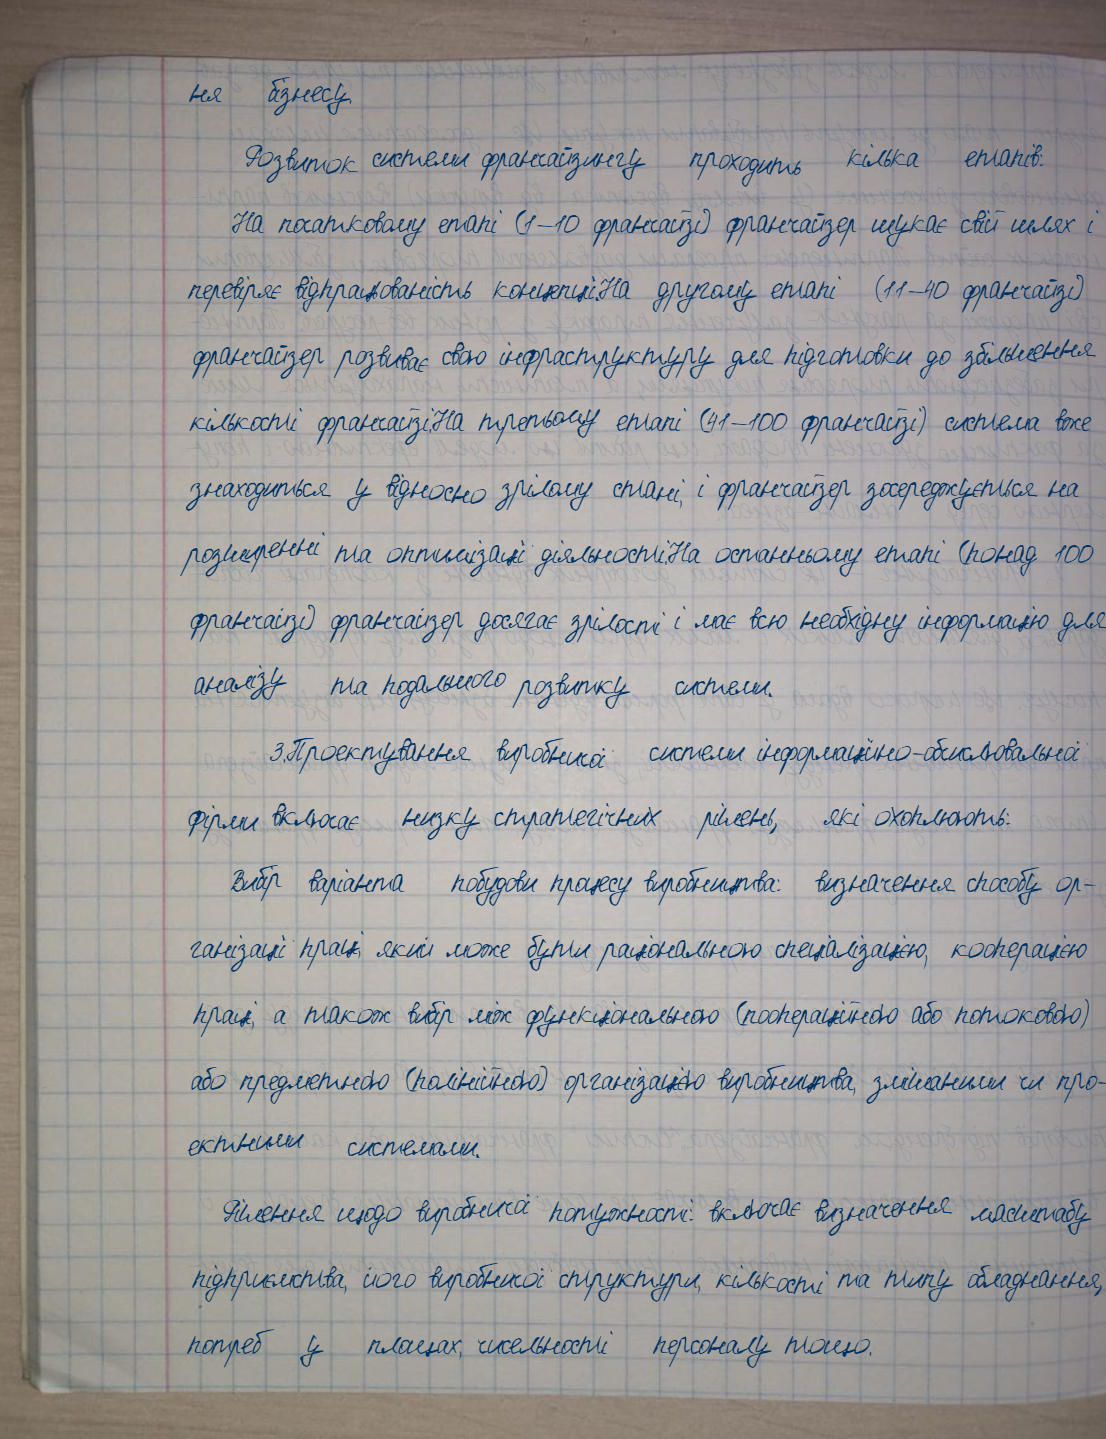 ня бізнесу.
Розвиток системи франчайзингу проходить кілька етапів:
На початковому етапі (1–10 франчайзі) франчайзер шукає свій шлях і
перевіряє відпрацьованість концепції.На другому етапі (11–40 франчайзі)
франчайзер розвиває свою інфраструктуру для підготовки до збільшення
кількості франчайзі.На третьому етапі (41–100 франчайзі) система вже
знаходиться у відносно зрілому стані, і франчайзер зосереджується на
розширенні та оптимізації діяльності.На останньому етапі (понад 100
франчайзі) франчайзер досягає зрілості і має всю необхідну інформацію для
аналізу та подальшого розвитку системи.
3.Проектування виробничої системи інформаційно-обчислювальної
фірми включає низку стратегічних рішень, які охоплюють:
Вибір варіанта побудови процесу виробництва: визначення способу ор-
ганізації праці, який може бути раціональною спеціалізацією, кооперацією
праці, а також вибір між функціональною (поопераційною або потоковою)
або предметною (полінійною) організацією виробництва, змішаними чи про-
ектними системами.
Рішення щодо виробничої потужності: включає визначення масштабу
підприємства, його виробничої структури, кількості та типу обладнання,
потреб у площах, чисельності персоналу тощо.